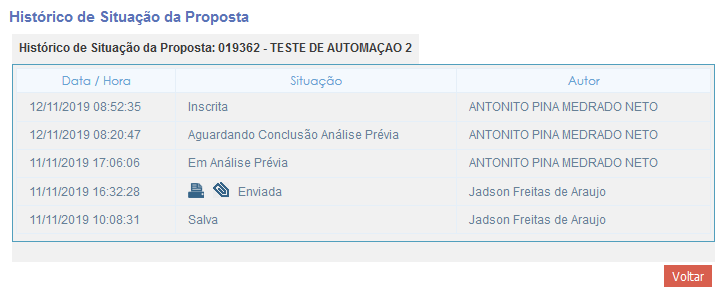 Histórico de Situação da Proposta
Histórico de Situação da Proposta: 019362 - TESTE DE AUTOMAÇAO 2
Data / Hora Situação Autor
12/11/2019 08:52:35 Inscrita ANTONITO PINA MEDRADO NETO
12/11/2019 08:20:47 Aguardando Conclusão Análise Prévia ANTONITO PINA MEDRADO NETO
11/11/2019 17:06:06 Em Análise Prévia ANTONITO PINA MEDRADO NETO
11/11/2019 16:32:28 Enviada Jadson Freitas de Araujo
11/11/2019 10:08:31 Salva Jadson Freitas de Araujo
Voltar